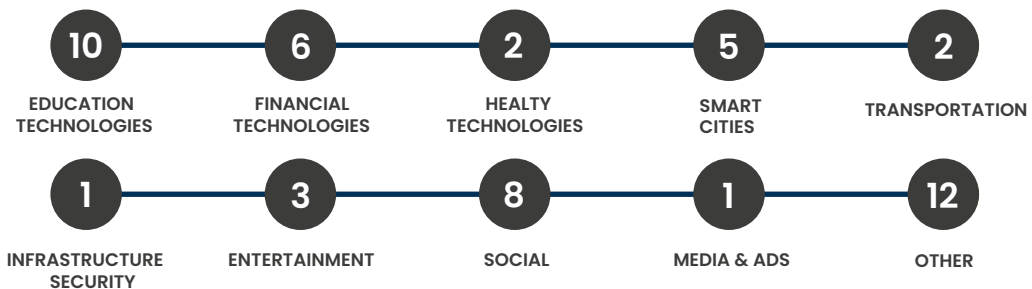 10 6 2 5 2
EDUCATION
TECHNOLOGIES
FINANCIAL
TECHNOLOGIES
HEALTY
TECHNOLOGIES
SMART
CITIES
TRANSPORTATION
1 3 8 1 12
INFRASTRUCTURE
SECURITY
ENTERTAINMENT
SOCIAL
MEDIA & ADS
OTHER